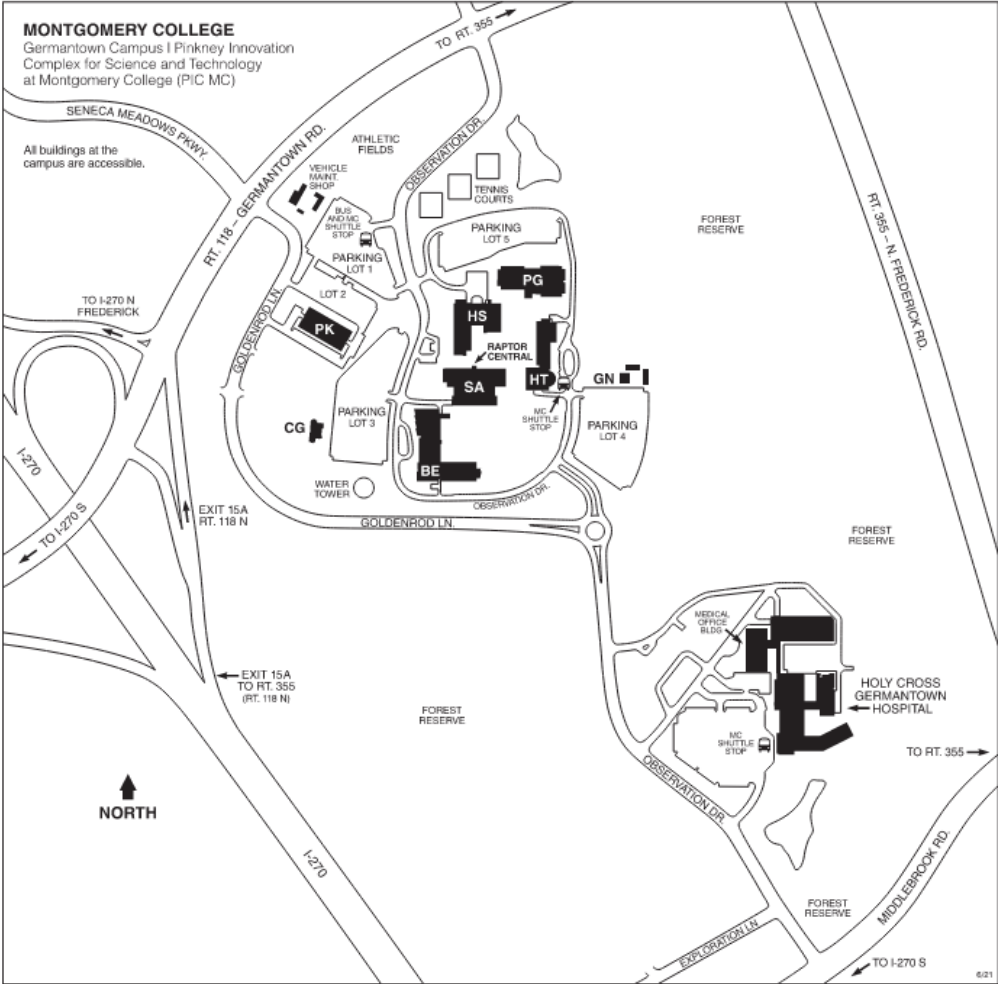 MONTGOMERY COLLEGE
Germantown Campus I Pinkney Innovation
Complex for Science and Technology
at Montgomery College (PIC MC)
TO RT. 355
SENECA MEADOWS PKWY.
All buildings at the
campus are accessible.
RT. 118 – GERMANTOWN RD.
ATHLETIC
FIELDS
OBSERVATION DR.
VEHICLE
MAINT.
SHOP
TENNIS
COURTS
BUS
AND MC
SHUTTLE
STOP
PARKING
LOT 1
PARKING
LOT 5
FOREST
RESERVE
RT. 355 – N. FREDERICK RD.
LOT 2
PG
TO I-270 N
FREDERICK
GOLDENROD LN.
PK
HS
RAPTOR
CENTRAL
SA
HT
GN
MC
SHUTTLE
STOP
PARKING
LOT 3
PARKING
LOT 4
CG
BE
I-270
WATER
TOWER
OBSERVATION DR.
EXIT 15A
RT. 118 N
GOLDENROD LN.
TO I-270 S
FOREST
RESERVE
MEDICAL
OFFICE
BLDG
EXIT 15A
TO RT. 355
(RT. 118 N)
HOLY CROSS
GERMANTOWN
HOSPITAL
FOREST
RESERVE
MC
SHUTTLE
STOP
TO RT. 355
OBSERVATION DR.
NORTH
I-270
MIDDLEBROOK RD.
FOREST
RESERVE
EXPLORATION LN
TO I-270 S
6/21